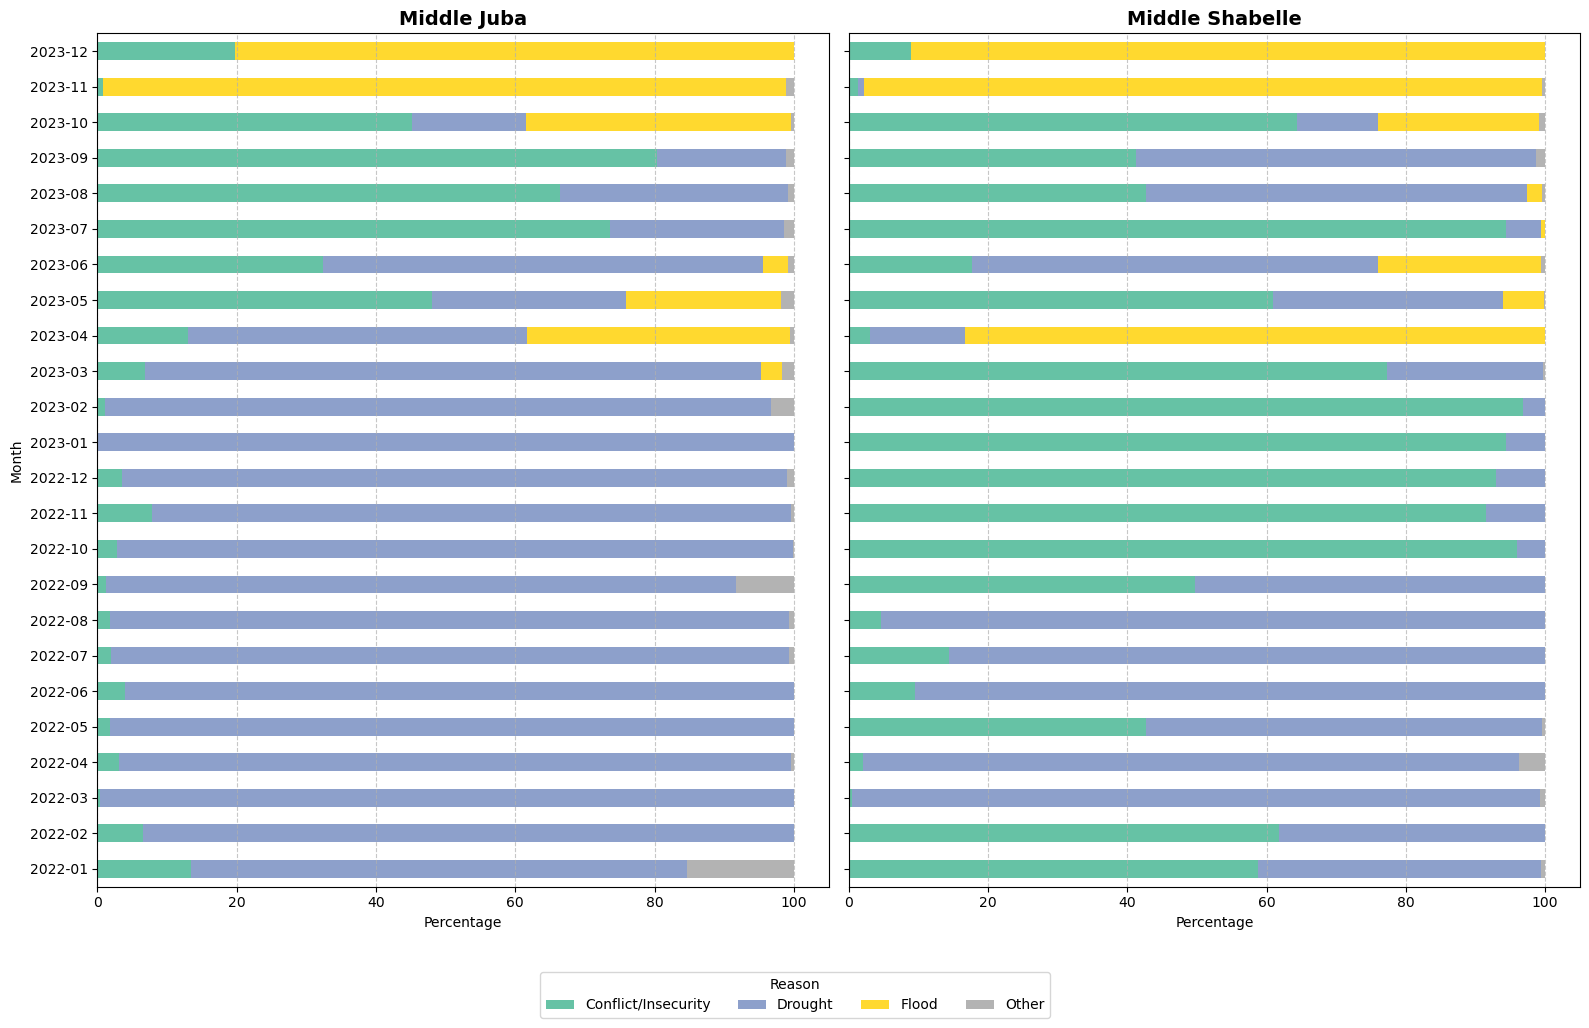 Middle Juba
Middle Shabelle
Month
2023-12
2023-11
2023-10
2023-09
2023-08
2023-07
2023-06
2023-05
2023-04
2023-03
2023-02
2023-01
2022-12
2022-11
2022-10
2022-09
2022-08
2022-07
2022-06
2022-05
2022-04
2022-03
2022-02
2022-01
0 20 40 60 80 100
Percentage
0 20 40 60 80 100
Percentage
Reason
Conflict/Insecurity Drought Flood Other